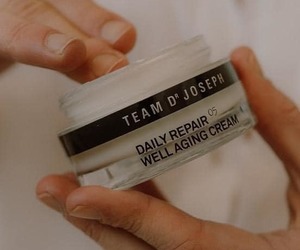 TEAM Dᴿ JOSEPH
DAILY REPAIR 05
WELL AGING CREAM